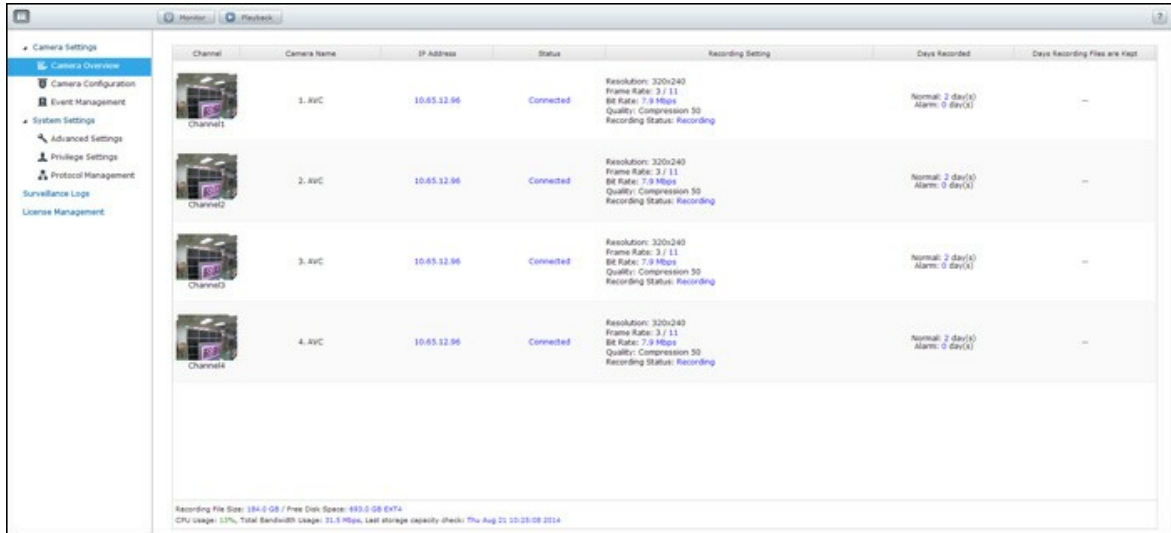 Monitor Playback ?
Camera Settings
Camera Overview
Camera Configuration
Event Management
System Settings
Advanced Settings
Privilege Settings
Protocol Management
Surveillance Logs
License Management
Channel Camera Name IP Address Status Recording Setting Days Recorded Days Recording Files are Kept
Channel1
1. AVC
10.65.12.96
Connected
Resolution: 320x240
Frame Rate: 3 / 11
Bit Rate: 7.9 Mbps
Quality: Compression 50
Recording Status: Recording
Normal: 2 day(s)
Alarm: 0 day(s)
--
Channel2
2. AVC
10.65.12.96
Connected
Resolution: 320x240
Frame Rate: 3 / 11
Bit Rate: 7.9 Mbps
Quality: Compression 50
Recording Status: Recording
Normal: 2 day(s)
Alarm: 0 day(s)
--
Channel3
3. AVC
10.65.12.96
Connected
Resolution: 320x240
Frame Rate: 3 / 11
Bit Rate: 7.9 Mbps
Quality: Compression 50
Recording Status: Recording
Normal: 2 day(s)
Alarm: 0 day(s)
--
Channel4
4. AVC
10.65.12.96
Connected
Resolution: 320x240
Frame Rate: 3 / 11
Bit Rate: 7.9 Mbps
Quality: Compression 50
Recording Status: Recording
Normal: 2 day(s)
Alarm: 0 day(s)
--
Recording File Size: 184.0 GB / Free Disk Space: 693.0 GB EXT4
CPU Usage: 13%, Total Bandwidth Usage: 31.5 Mbps, Last storage capacity check: Thu Aug 21 10:25:08 2014